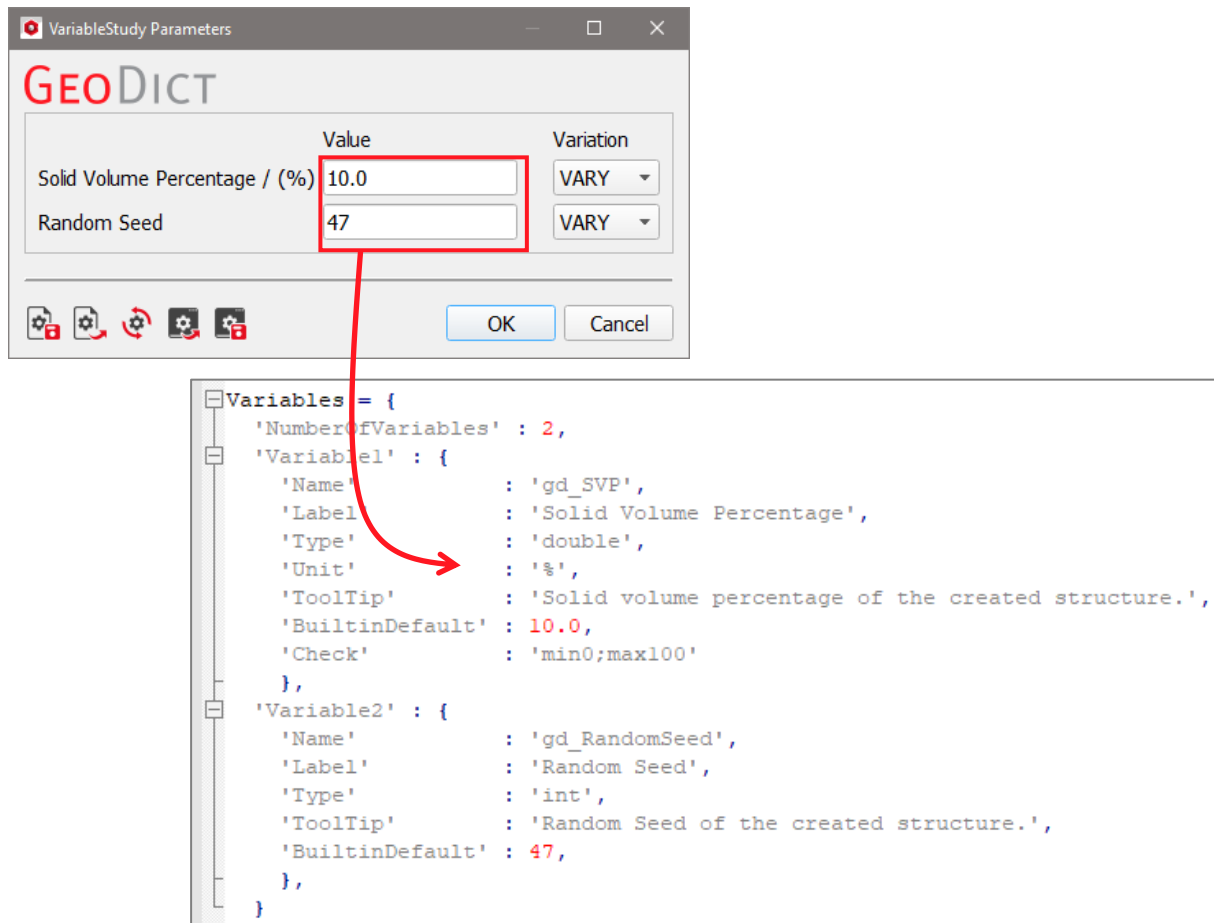 VariableStudy Parameters
GEODICT
Value Variation
Solid Volume Percentage / (%) 10.0 VARY
Random Seed 47 VARY
OK Cancel
Variables = {
'NumberOfVariables' : 2,
'Variable1' : {
'Name' : 'gd_SVP',
'Label' : 'Solid Volume Percentage',
'Type' : 'double',
'Unit' : '%',
'ToolTip' : 'Solid volume percentage of the created structure.',
'BuiltinDefault' : 10.0,
'Check' : 'min0;max100'
},
'Variable2' : {
'Name' : 'gd_RandomSeed',
'Label' : 'Random Seed',
'Type' : 'int',
'ToolTip' : 'Random Seed of the created structure.',
'BuiltinDefault' : 47,
},
}